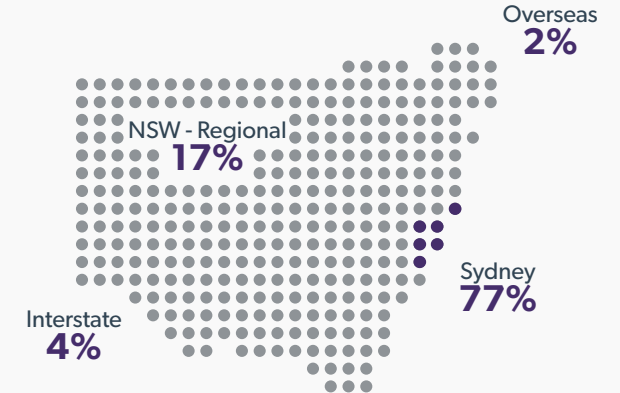 Overseas
2%
NSW - Regional
17%
Sydney
77%
Interstate
4%